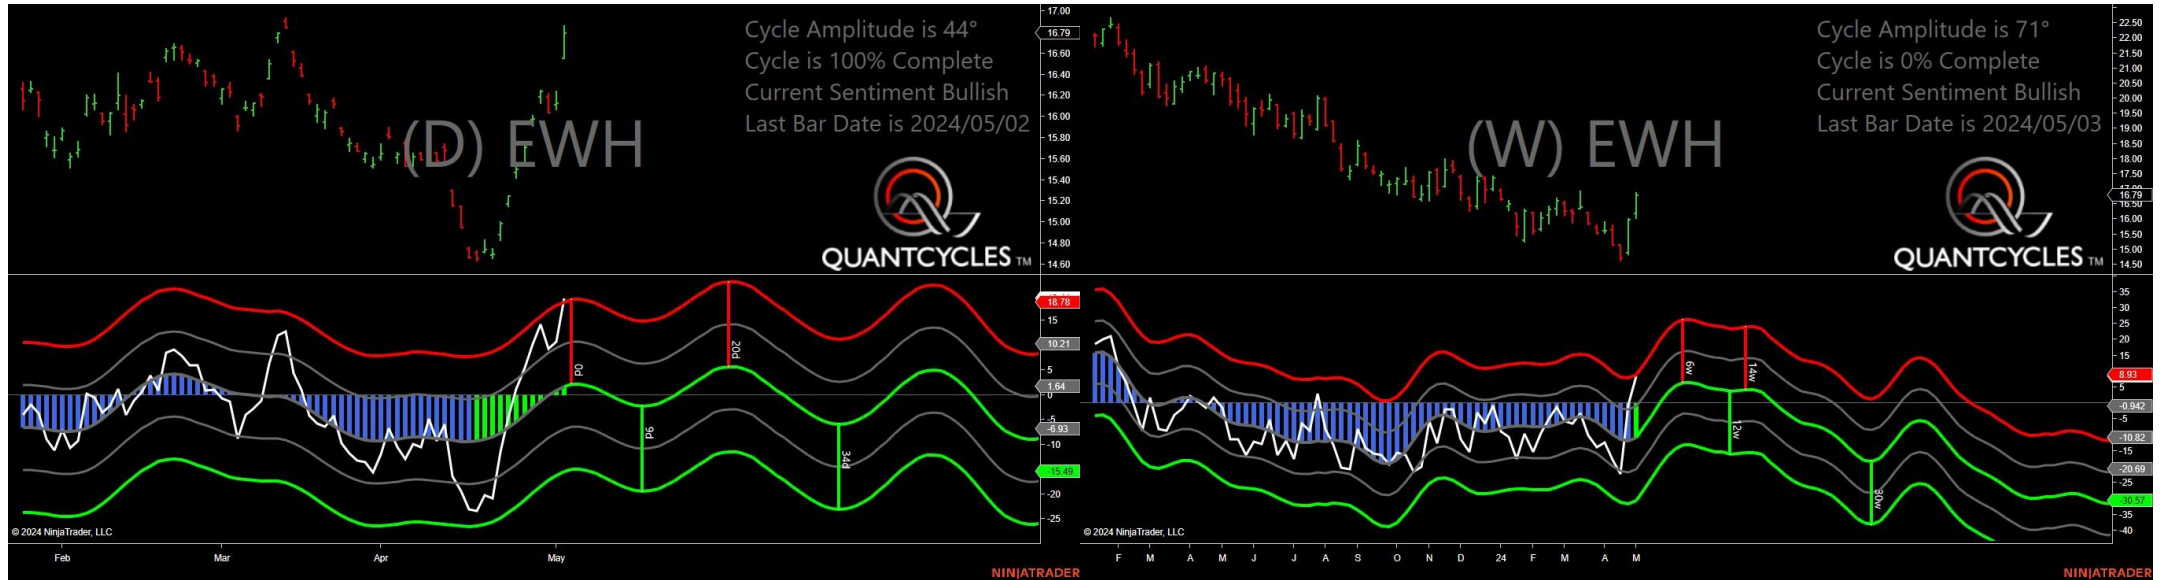 Cycle Amplitude is 44°
Cycle is 100% Complete
Current Sentiment Bullish
Last Bar Date is 2024/05/02
(D) EWH
QUANTCYCLES TM
17.00
16.79
16.60
16.40
16.20
16.00
15.80
15.60
15.40
15.20
15.00
14.80
14.60
18.78
15
10.21
5
1.64
0
-5
-6.93
-10
-15.49
-20
-25
0d
9d
20d
34d
© 2024 NinjaTrader, LLC
Feb Mar Apr May
NINJATRADER
Cycle Amplitude is 71°
Cycle is 0% Complete
Current Sentiment Bullish
Last Bar Date is 2024/05/03
(W) EWH
QUANTCYCLES TM
22.50
22.00
21.50
21.00
20.50
20.00
19.50
19.00
18.50
18.00
17.50
16.79
16.50
16.00
15.50
15.00
14.50
35
30
25
20
15
8.93
5
-0.942
-5
-10.82
-15
-20.69
-25
-30.57
-35
-40
6w
12w
14w
30w
© 2024 NinjaTrader, LLC
F M A M J J A S O N D 24 F M A M
NINJATRADER